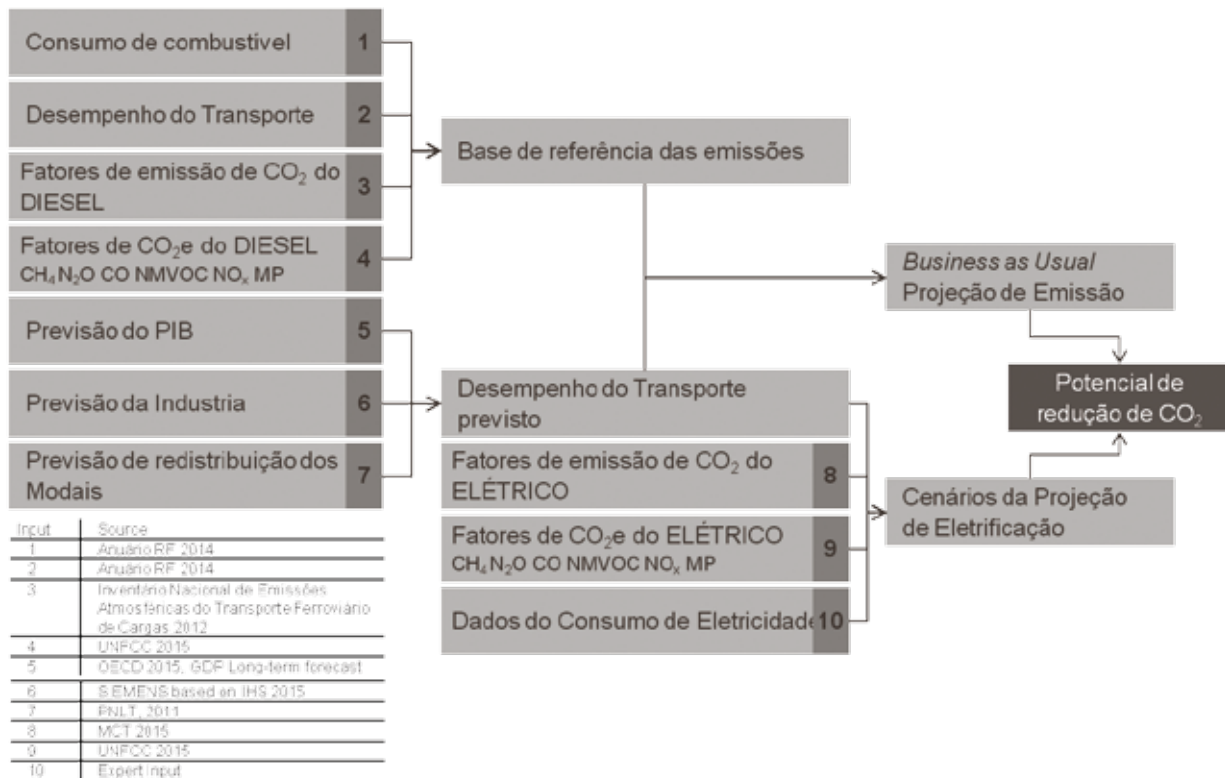 Consumo de combustível 1
Desempenho do Transporte 2
Fatores de emissão de CO₂ do
DIESEL 3
Fatores de CO₂e do DIESEL
CH₄ N₂O CO NMVOC NOₓ MP 4
Previsão do PIB 5
Previsão da Industria 6
Previsão de redistribuição dos
Modais 7
Base de referência das emissões
Desempenho do Transporte
previsto
Fatores de emissão de CO₂ do
ELÉTRICO 8
Fatores de CO₂e do ELÉTRICO
CH₄ N₂O CO NMVOC NOₓ MP 9
Dados do Consumo de Eletricidade 10
Business as Usual
Projeção de Emissão
Potencial de
redução de CO₂
Cenários da Projeção
de Eletrificação
Input Source
1 Anuário RF 2014
2 Anuário RF 2014
3 Inventário Nacional de Emissões
Atmosféricas do Transporte Ferroviário
de Cargas 2012
4 UNFCC 2015
5 OECD 2015, GDP Long-term forecast
6 SIEMENS based on IHS 2015
7 PNLT, 2011
8 MCT 2015
9 UNFCC 2015
10 Expert Input